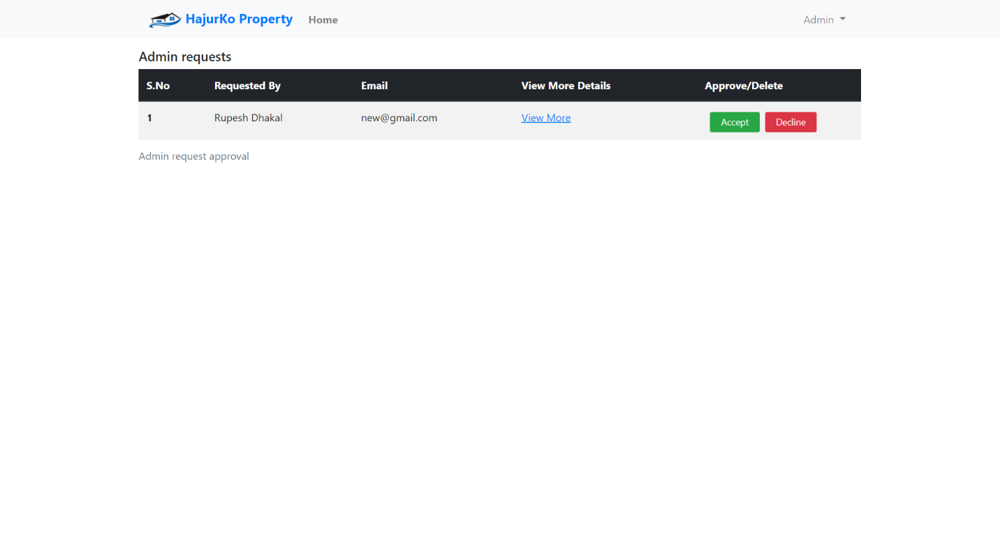 HajurKo Property Home Admin
Admin requests
S.No Requested By Email View More Details Approve/Delete
1 Rupesh Dhakal new@gmail.com View More Accept Decline
Admin request approval